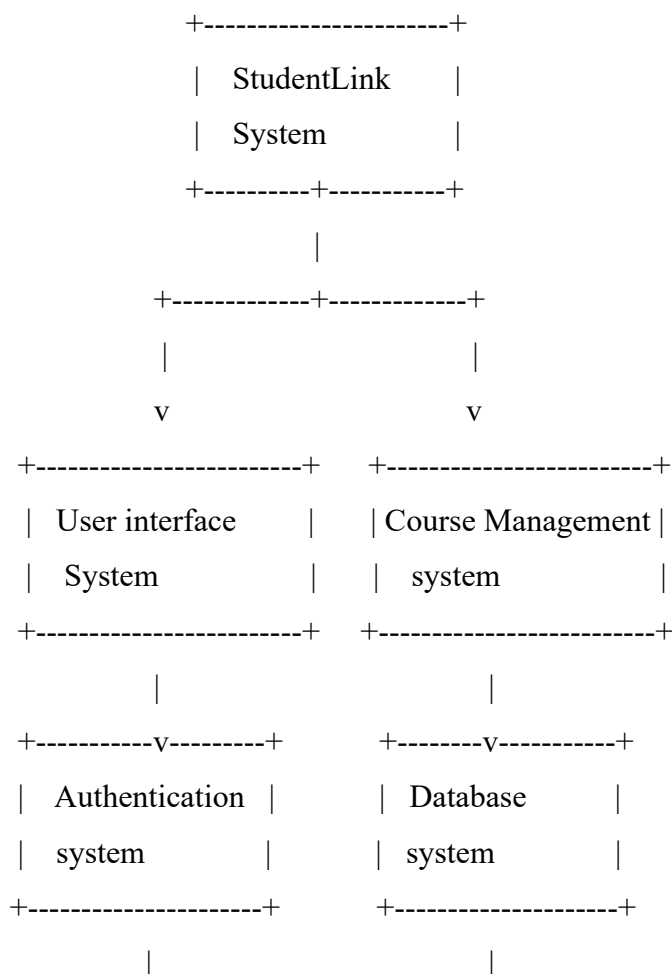 +-----------------------+
| StudentLink |
| System |
+----------+-----------+
|
+-------------+--------------+
| |
v v
+-------------------------+ +-------------------------+
| User interface | | Course Management |
| System | | system |
+-------------------------+ +--------------------------+
| |
+-----------v---------+ +--------v-----------+
| Authentication | | Database |
| system | | system |
+----------------------+ +---------------------+
| |